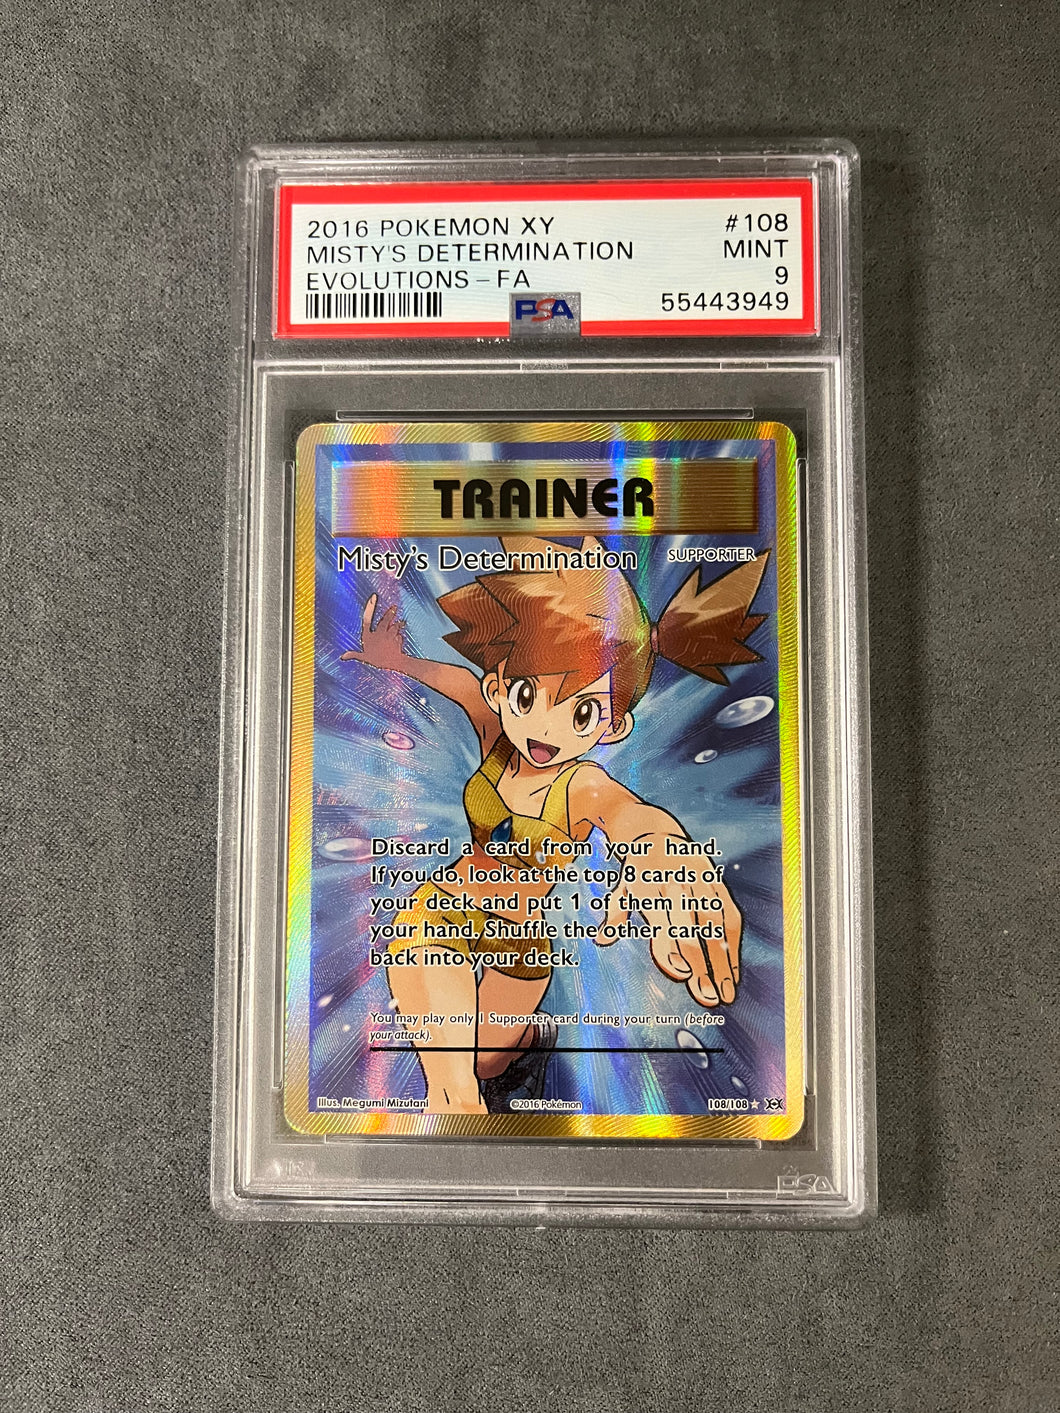 2016 POKEMON XY #108
MISTY'S DETERMINATION MINT
EVOLUTIONS - FA 9
PSA 55443949
TRAINER
Misty's Determination SUPPORTER
Discard a card from your hand.
If you do, look at the top 8 cards of
your deck and put 1 of them into
your hand. Shuffle the other cards
back into your deck.
You may play only 1 Supporter card during your turn (before
your attack).
Illus. Megumi Mizutani ©2016 Pokémon 108/108
PSA